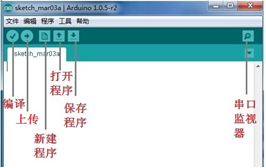 sketch_mar03a | Arduino 1.0.5-r2
文件 编辑 程序 工具 帮助
sketch_mar03a
编译
上传
新建
程序
打开
程序
保存
程序
串口
监视
器